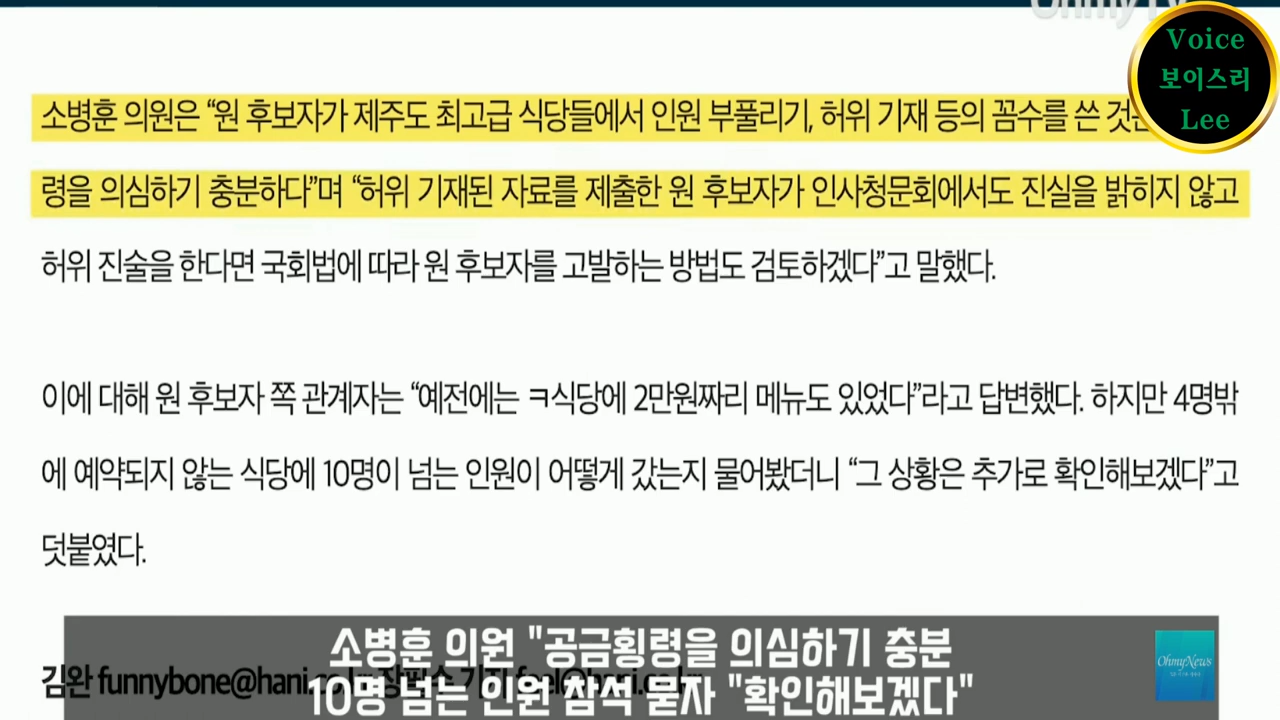 OhmyTV
Voice
보이스리
Lee
소병훈 의원은 “원 후보자가 제주도 최고급 식당들에서 인원 부풀리기, 허위 기재 등의 꼼수를 쓴 것은
령을 의심하기 충분하다”며 “허위 기재된 자료를 제출한 원 후보자가 인사청문회에서도 진실을 밝히지 않고
허위 진술을 한다면 국회법에 따라 원 후보자를 고발하는 방법도 검토하겠다”고 말했다.
이에 대해 원 후보자 쪽 관계자는 “예전에는 ㅋ식당에 2만원짜리 메뉴도 있었다”라고 답변했다. 하지만 4명밖
에 예약되지 않는 식당에 10명이 넘는 인원이 어떻게 갔는지 물어봤더니 “그 상황은 추가로 확인해보겠다”고
덧붙였다.
소병훈 의원 "공금횡령을 의심하기 충분
김완 funnybone@hani.co
10명 넘는 인원 참석 묻자 "확인해보겠다"
OhmyNews